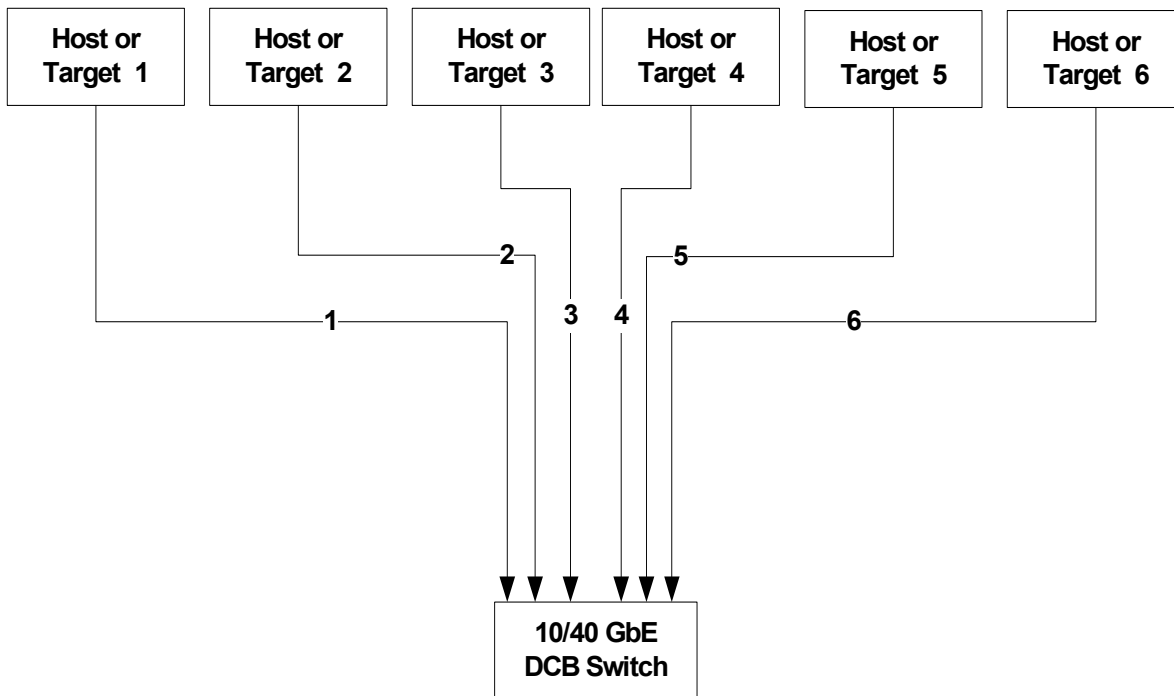 Host or
Target 1
Host or
Target 2
Host or
Target 3
Host or
Target 4
Host or
Target 5
Host or
Target 6
2
5
1
3
4
6
10/40 GbE
DCB Switch